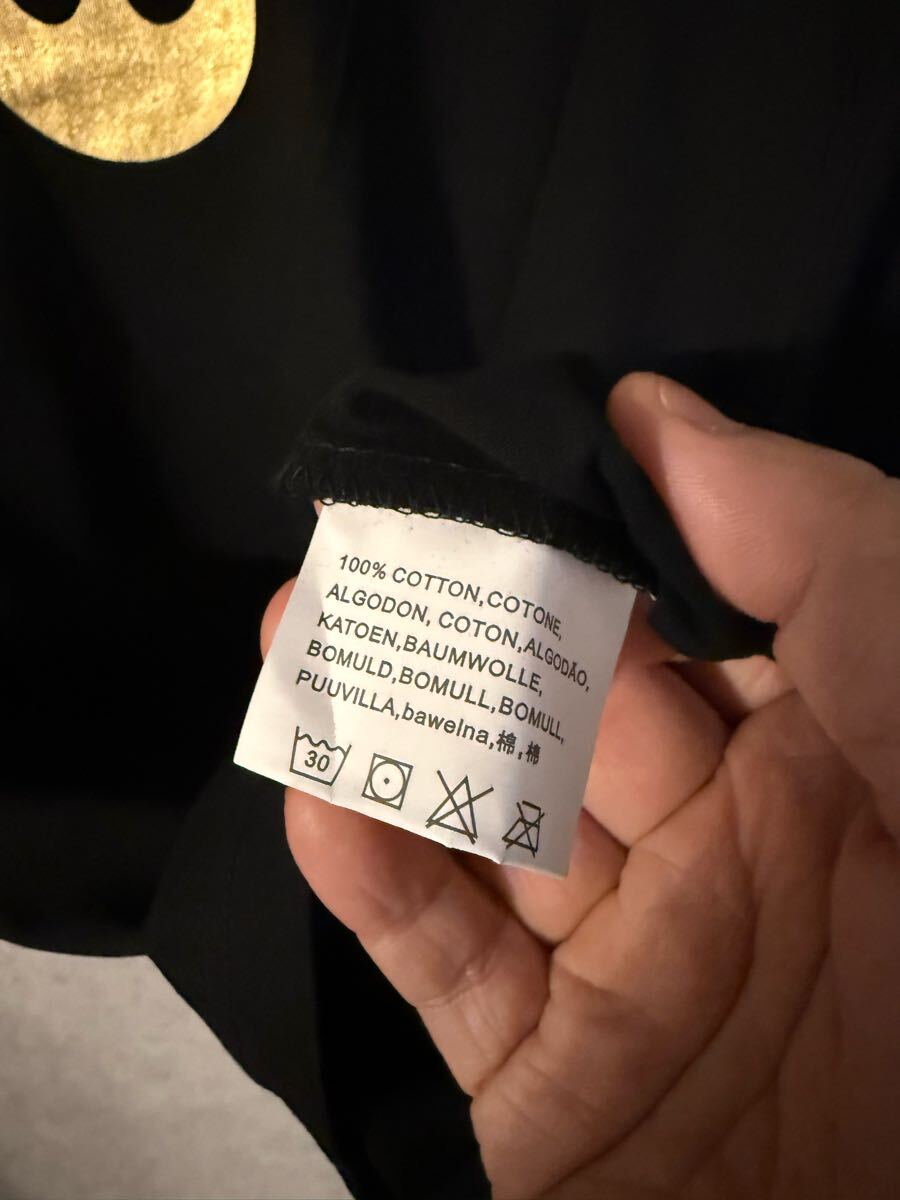 100% COTTON,COTONE,
ALGODON, COTON,ALGODÃO,
KATOEN,BAUMWOLLE,
BOMULD,BOMULL,BOMULL,
PUUVILLA,bawelna,棉,棉
30